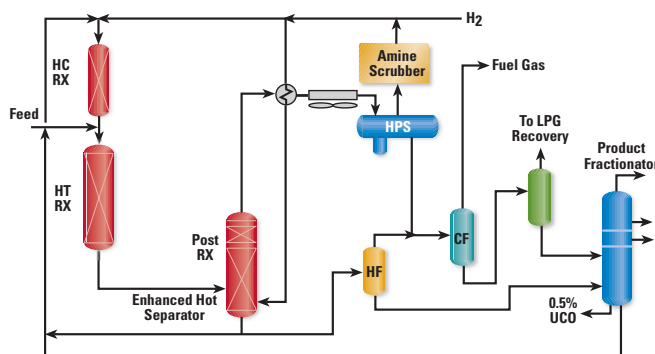 H2
HC
RX
Amine
Scrubber
Fuel Gas
Feed
HPS
To LPG
Recovery
Product
Fractionator
HT
RX
Post
RX
CF
HF
Enhanced Hot
Separator
0.5%
UCO